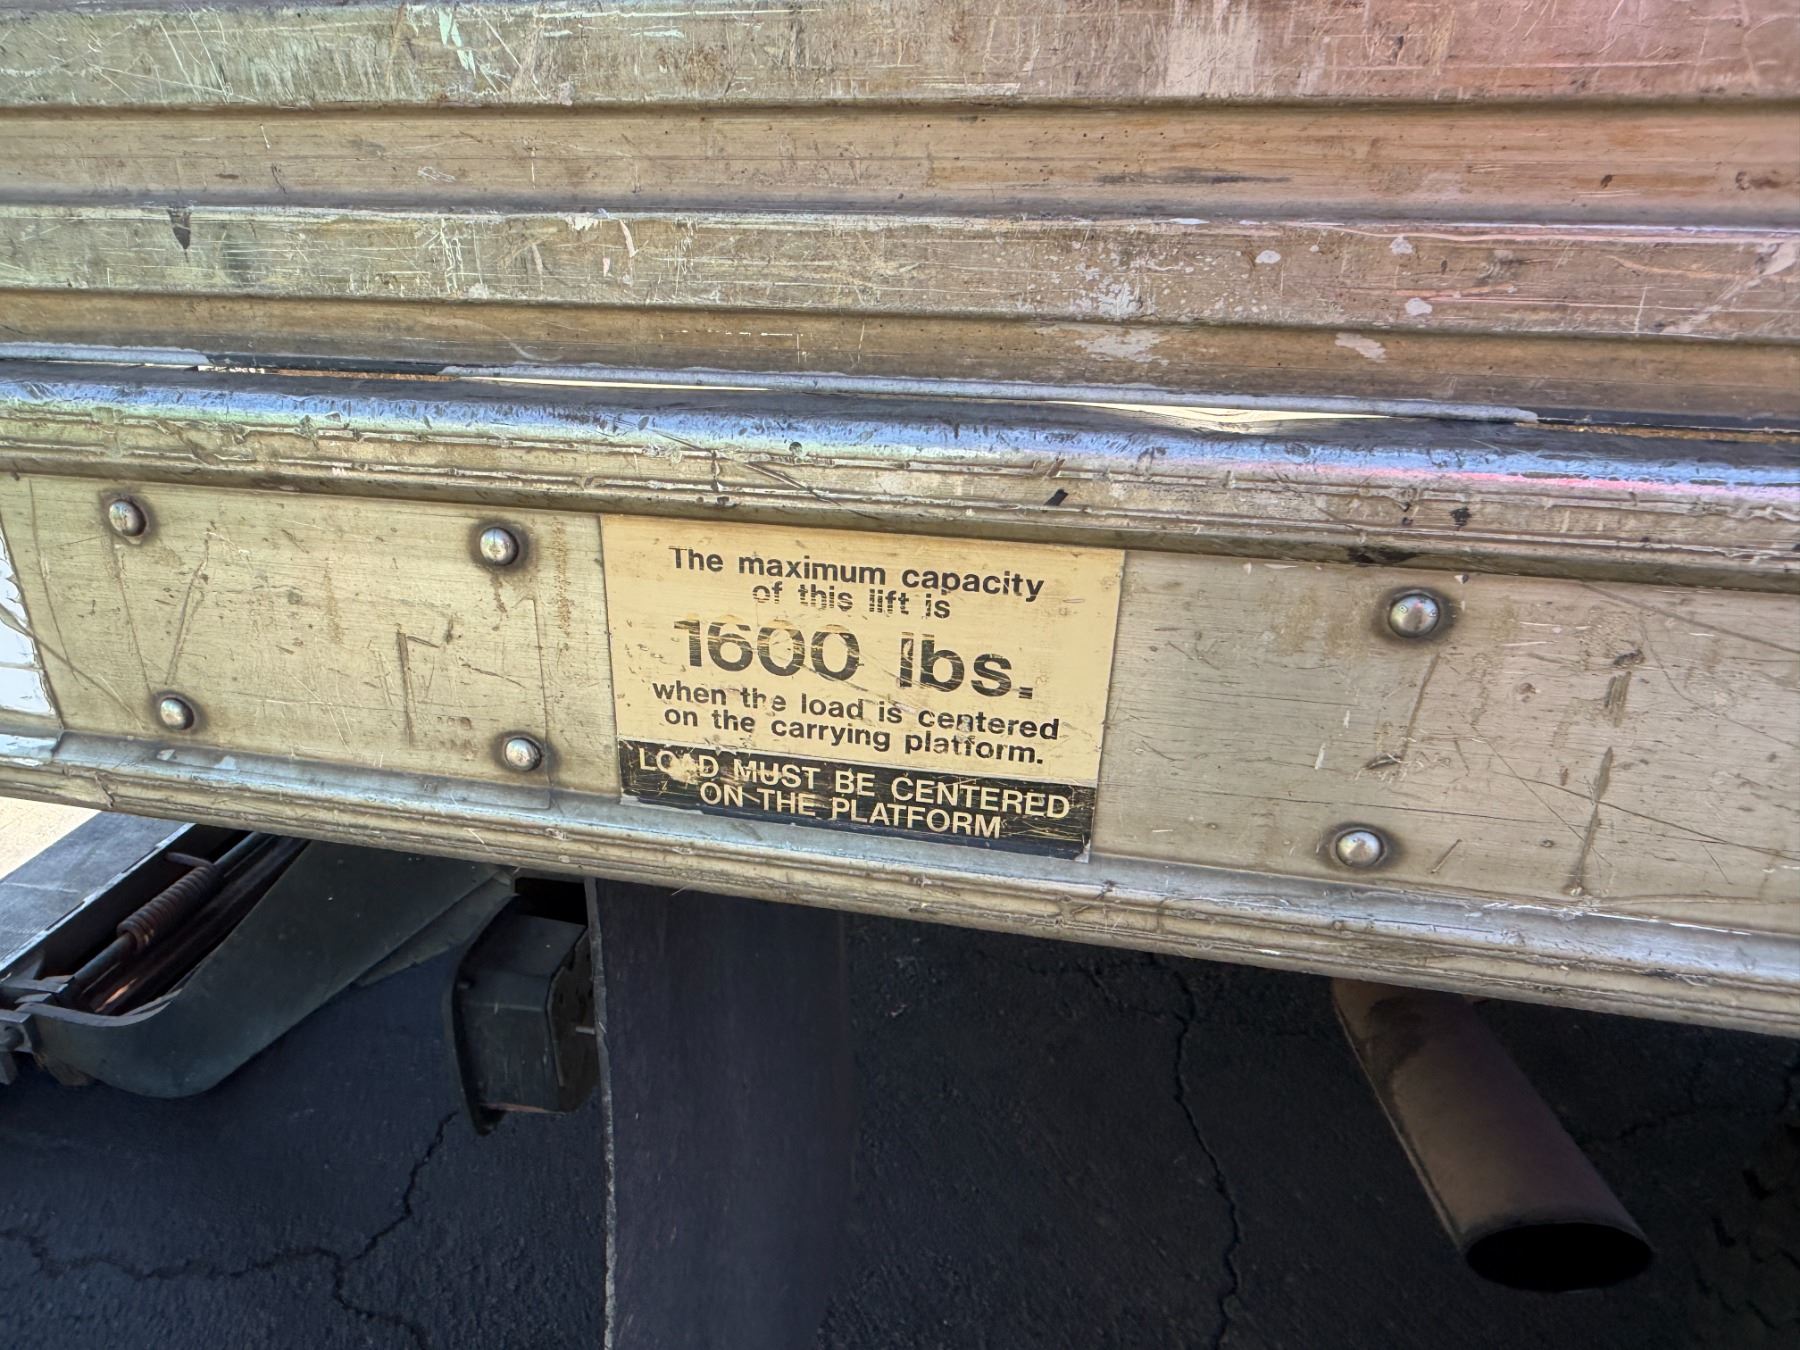 The maximum capacity
of this lift is
1600 lbs.
when the load is centered
on the carrying platform.
LOAD MUST BE CENTERED
ON THE PLATFORM